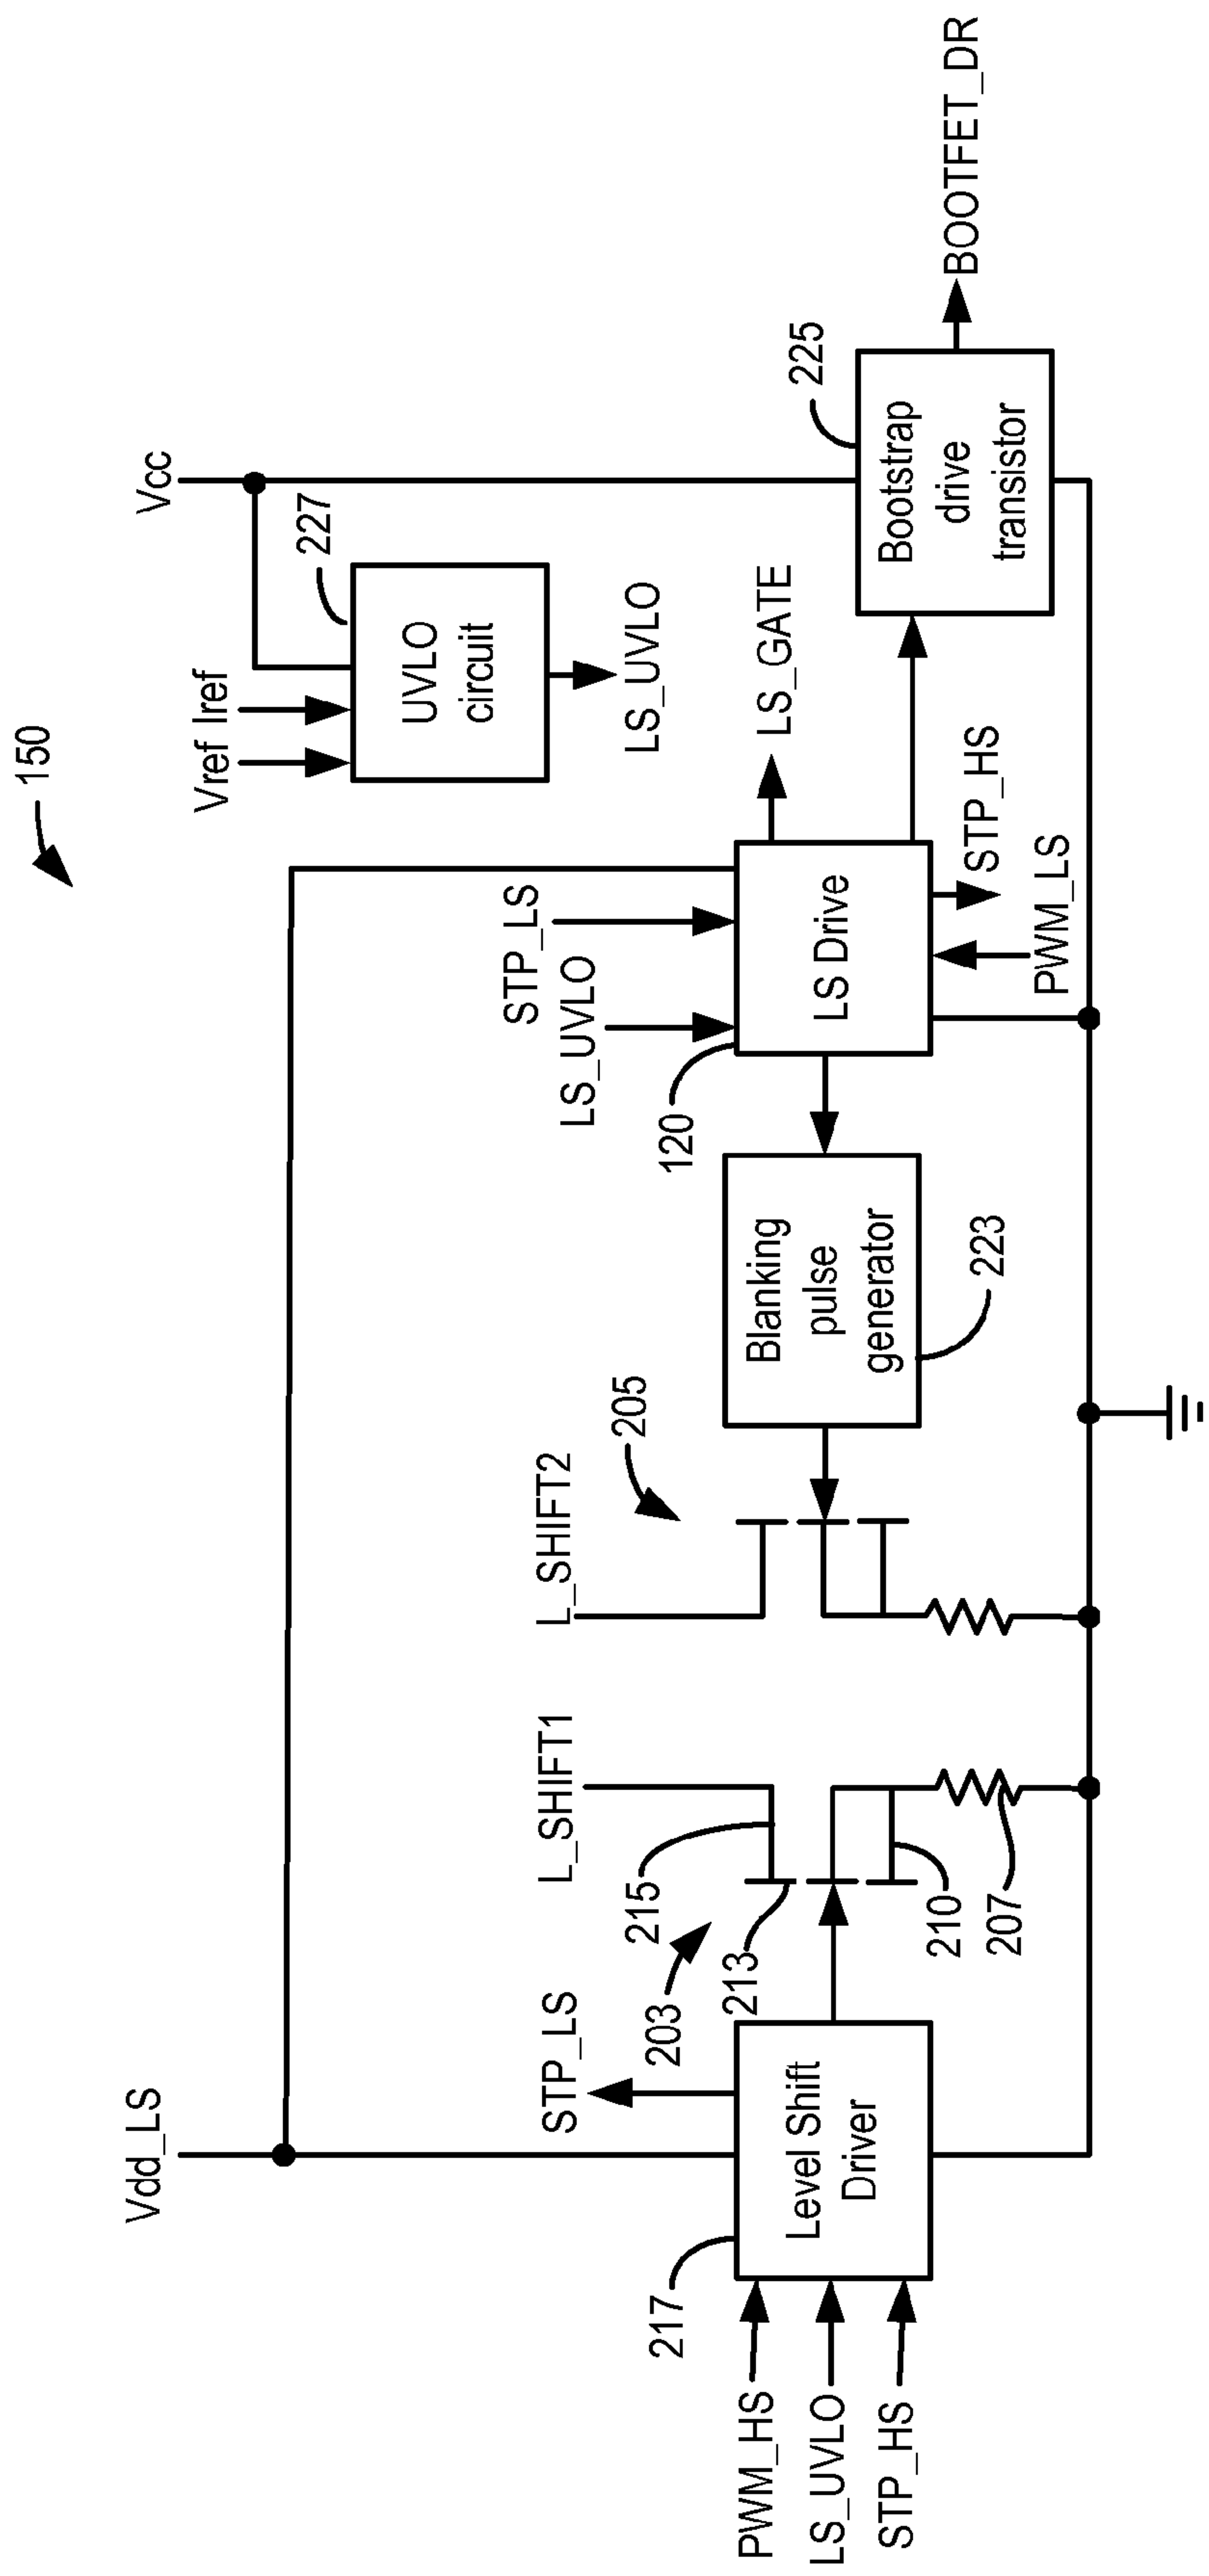 150
Vdd_LS
Vcc
Vref
Iref
227
UVLO
circuit
LS_UVLO
STP_LS
L_SHIFT1
L_SHIFT2
205
STP_LS
LS_UVLO
LS_GATE
225
BOOTFET_DR
217
203
215
213
120
PWM_HS
LS_UVLO
STP_HS
Level Shift
Driver
210
207
Blanking
pulse
generator
223
LS Drive
STP_HS
PWM_LS
Bootstrap
drive
transistor